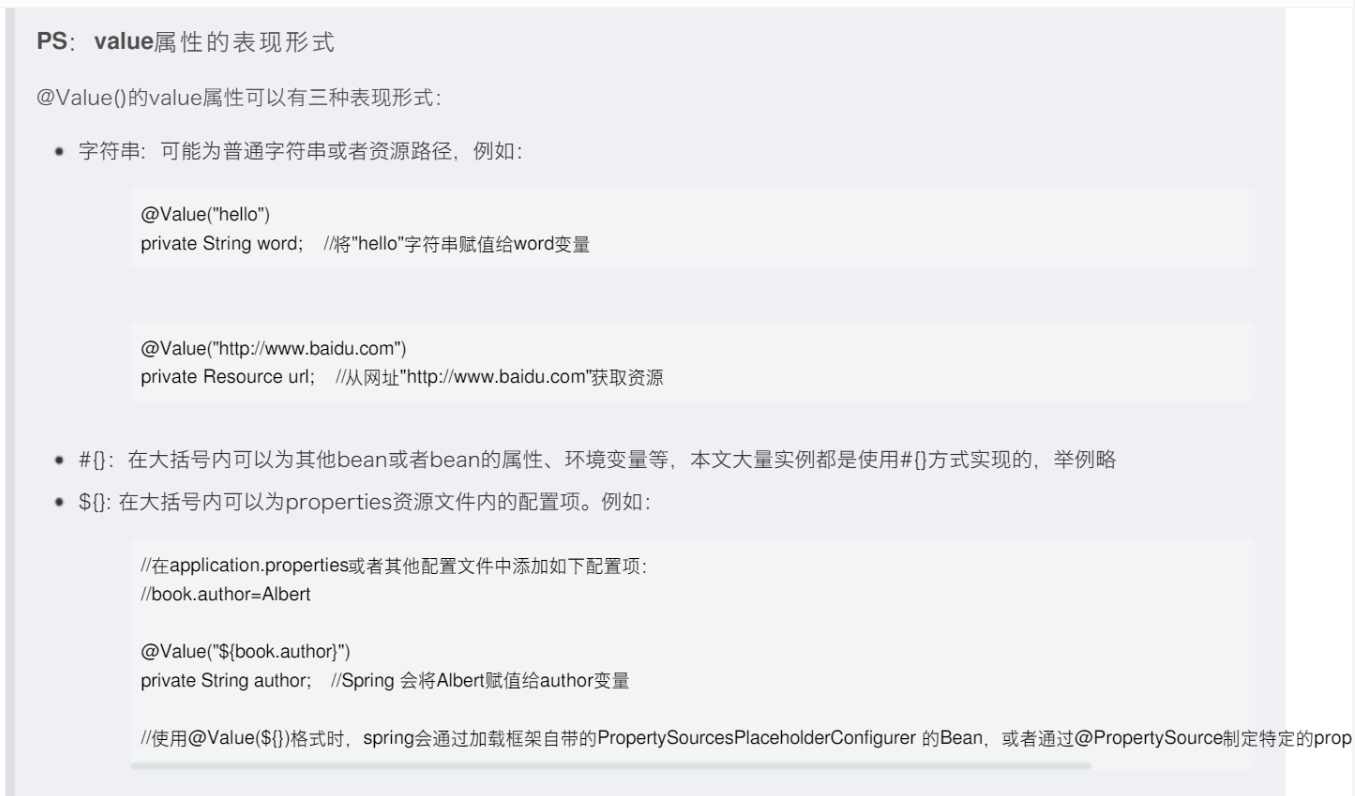 PS：value属性的表现形式
@Value()的value属性可以有三种表现形式：
字符串：可能为普通字符串或者资源路径，例如：
@Value("hello")
private String word;    //将"hello"字符串赋值给word变量
@Value("http://www.baidu.com")
private Resource url;    //从网址"http://www.baidu.com"获取资源
#{}：在大括号内可以为其他bean或者bean的属性、环境变量等，本文大量实例都是使用#{}方式实现的，举例略
${}: 在大括号内可以为properties资源文件内的配置项。例如：
//在application.properties或者其他配置文件中添加如下配置项：
//book.author=Albert
@Value("${book.author}")
private String author;    //Spring 会将Albert赋值给author变量
//使用@Value(${})格式时，spring会通过加载框架自带的PropertySourcesPlaceholderConfigurer 的Bean，或者通过@PropertySource制定特定的prop